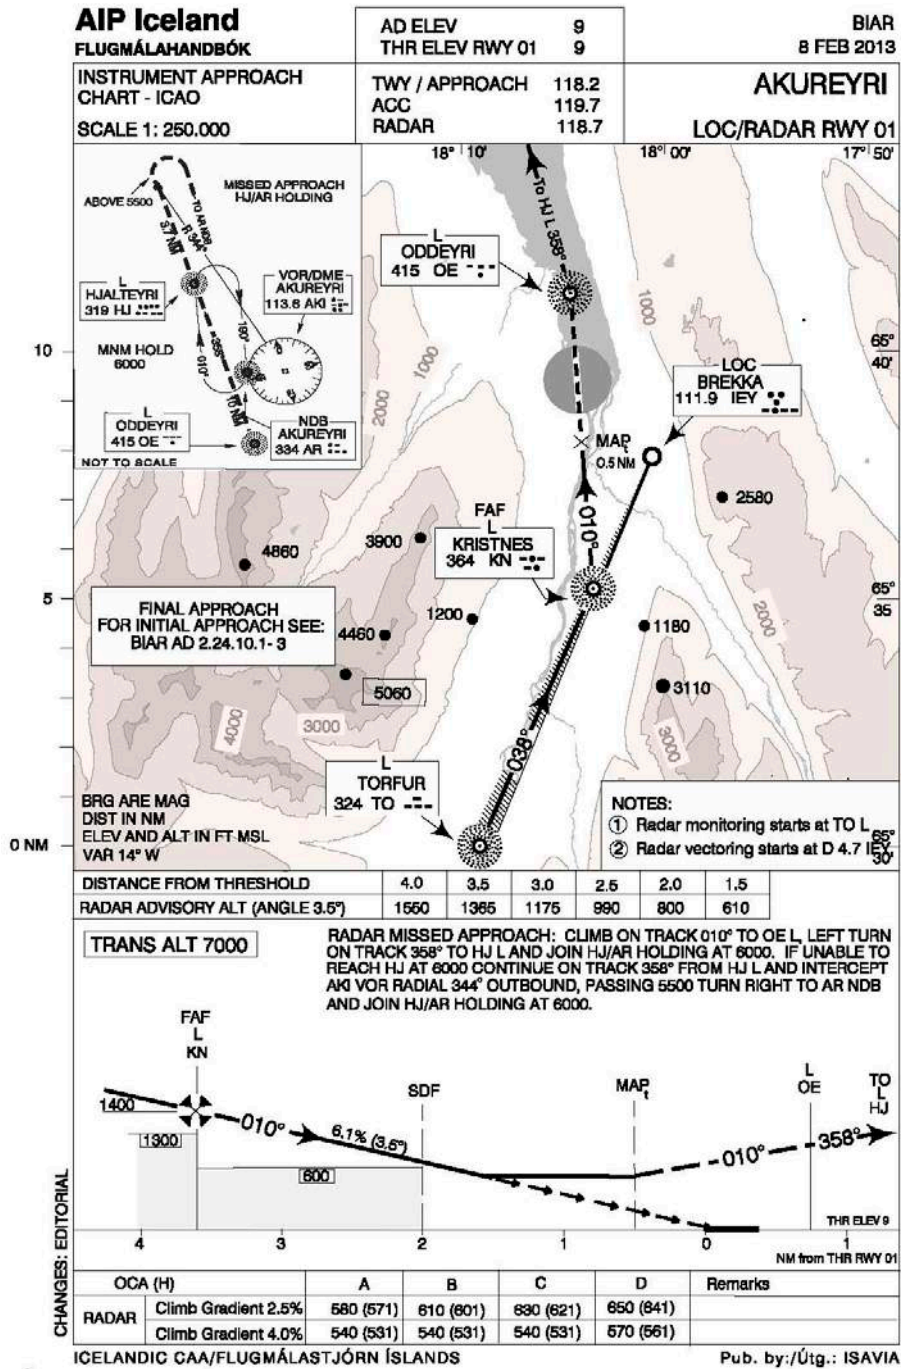 AIP Iceland
FLUGMÁLAHANDBÓK
AD ELEV 9
THR ELEV RWY 01 9
BIAR
8 FEB 2013
INSTRUMENT APPROACH
CHART - ICAO
SCALE 1: 250.000
TWY / APPROACH 118.2
ACC 119.7
RADAR 118.7
AKUREYRI
LOC/RADAR RWY 01
18° 10'
18° 00'
17° 50'
MISSED APPROACH
HJ/AR HOLDING
ABOVE 5500
TO AR NDB
R 344°
3.7 NM
L
HJALTEYRI
319 HJ
VOR/DME
AKUREYRI
113.6 AKI
MNM HOLD
6000
010°
358°
190°
10 NM
L
ODDEYRI
415 OE
NDB
AKUREYRI
334 AR
NOT TO SCALE
To HJ L 358°
L
ODDEYRI
415 OE
1000
65°
40'
10
2000
1000
LOC
BREKKA
111.9 IEY
MAPt
0.5 NM
2580
FAF
L
KRISTNES
364 KN
010°
4860
3900
5
65°
35
FINAL APPROACH
FOR INITIAL APPROACH SEE:
BIAR AD 2.24.10.1- 3
4460
1200
1180
2000
5060
3110
4000
3000
3000
038°
L
TORFUR
324 TO
BRG ARE MAG
DIST IN NM
ELEV AND ALT IN FT MSL
VAR 14° W
0 NM
NOTES:
① Radar monitoring starts at TO L
② Radar vectoring starts at D 4.7 IEY
65°
30'
DISTANCE FROM THRESHOLD 4.0 3.5 3.0 2.5 2.0 1.5
RADAR ADVISORY ALT (ANGLE 3.5°) 1550 1365 1175 990 800 610
TRANS ALT 7000
RADAR MISSED APPROACH: CLIMB ON TRACK 010° TO OE L, LEFT TURN
ON TRACK 358° TO HJ L AND JOIN HJ/AR HOLDING AT 6000. IF UNABLE TO
REACH HJ AT 6000 CONTINUE ON TRACK 358° FROM HJ L AND INTERCEPT
AKI VOR RADIAL 344° OUTBOUND, PASSING 5500 TURN RIGHT TO AR NDB
AND JOIN HJ/AR HOLDING AT 6000.
FAF
L
KN
SDF
MAPt
L
OE
TO
L
HJ
1400
010°
6.1% (3.5°)
010°
358°
1300
600
THR ELEV 9
4 3 2 1 0 1
NM from THR RWY 01
CHANGES: EDITORIAL
OCA (H) A B C D Remarks
RADAR
Climb Gradient 2.5% 580 (571) 610 (601) 630 (621) 650 (641)
Climb Gradient 4.0% 540 (531) 540 (531) 540 (531) 570 (561)
ICELANDIC CAA/FLUGMÁLASTJÓRN ÍSLANDS
Pub. by:/Útg.: ISAVIA